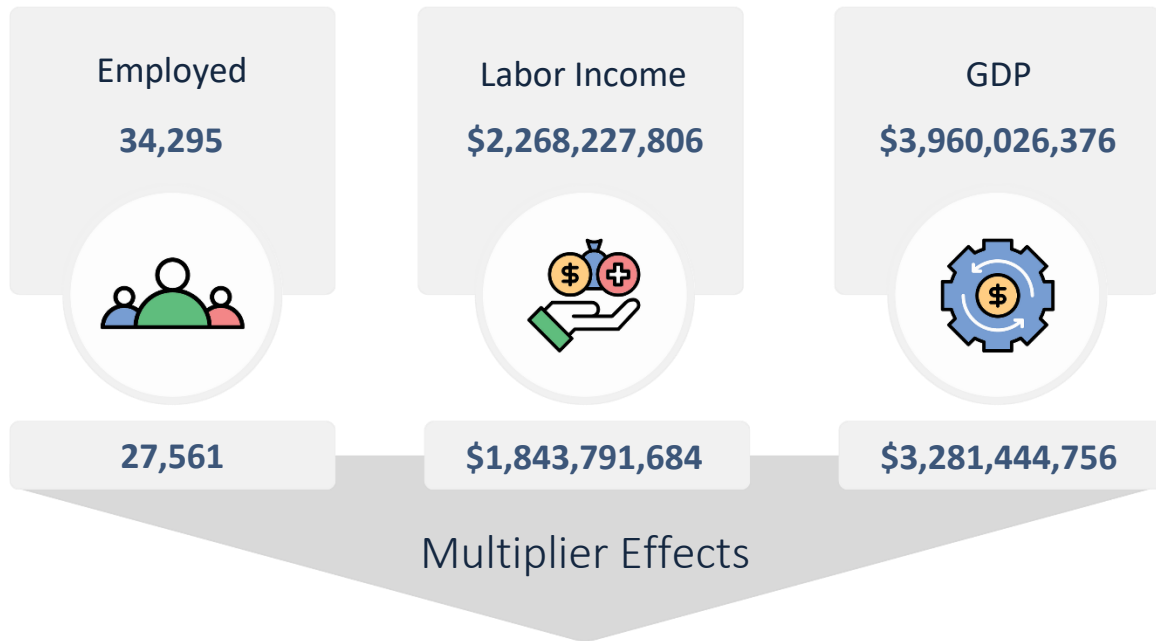 Employed
34,295
Labor Income
$2,268,227,806
GDP
$3,960,026,376
27,561
$1,843,791,684
$3,281,444,756
Multiplier Effects